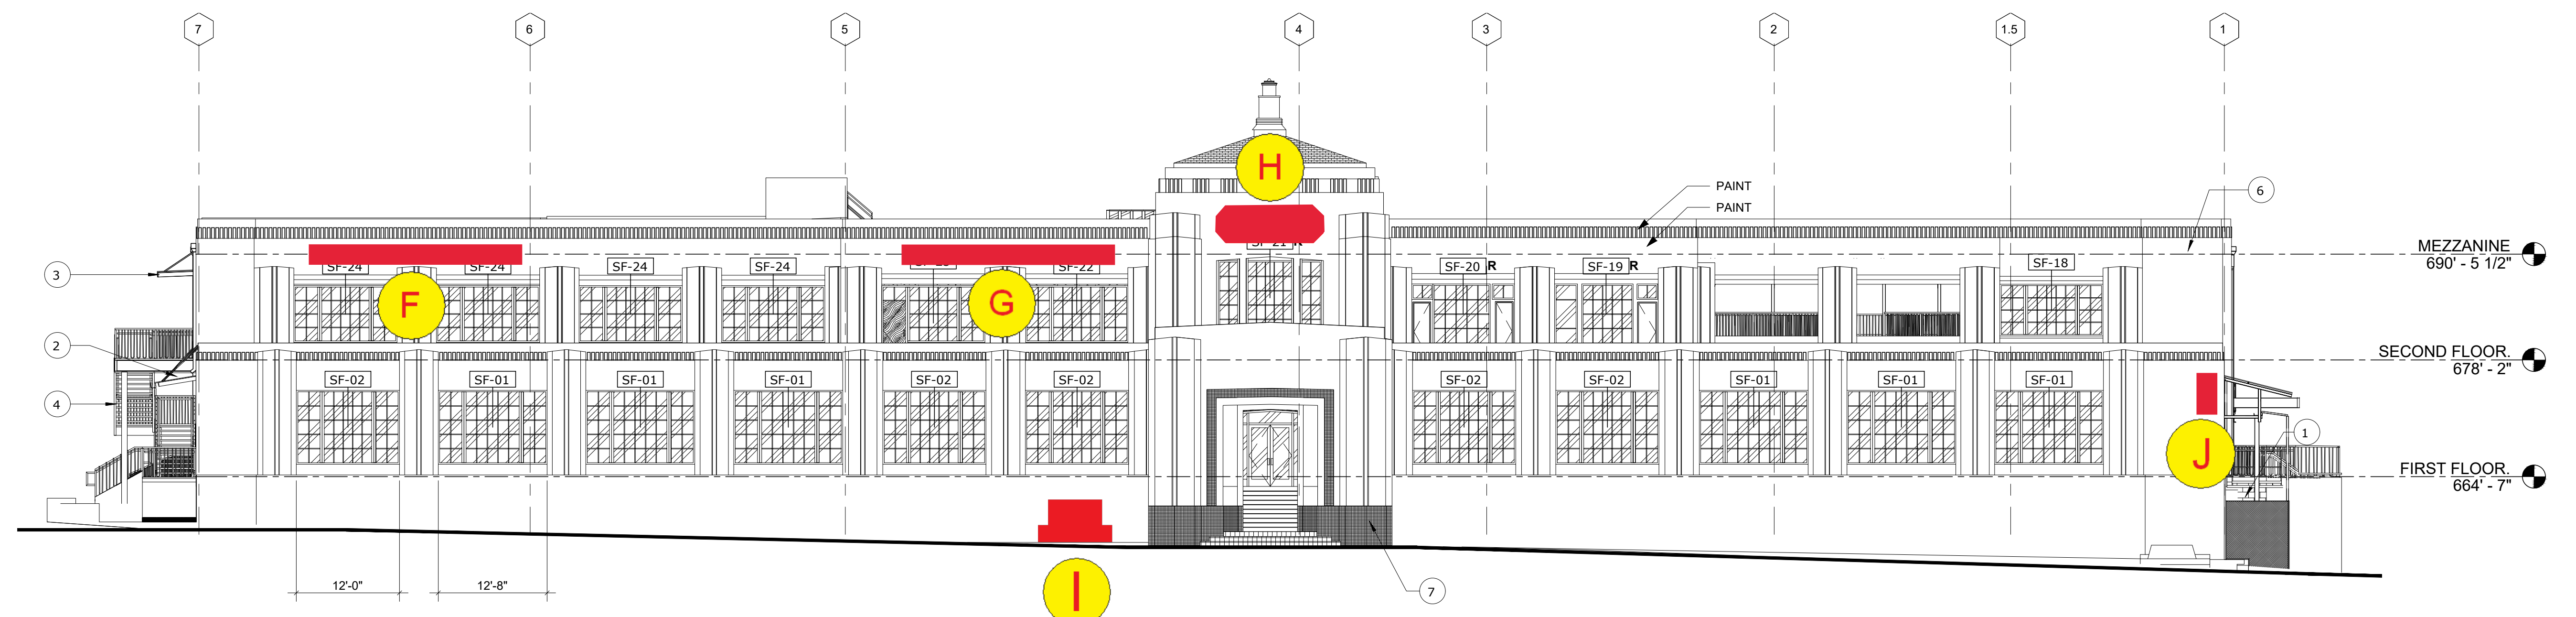 7 6 5 4 3 2 1.5 1
H
PAINT
PAINT
6
MEZZANINE
690' - 5 1/2"
3
SF-24 SF-24 SF-24 SF-24 SF-22 SF-21 R SF-20 R SF-19 R SF-18
F G
2
SECOND FLOOR.
678' - 2"
SF-02 SF-01 SF-01 SF-01 SF-02 SF-02 SF-02 SF-02 SF-01 SF-01 SF-01
4
J
1
FIRST FLOOR.
664' - 7"
12'-0" 12'-8"
I
7